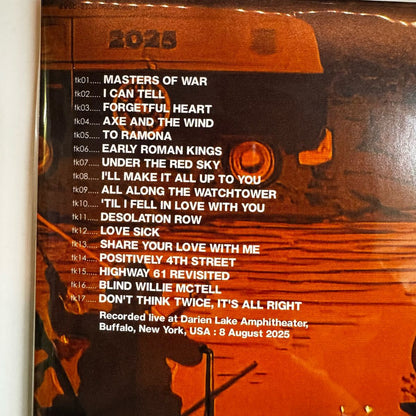 2025
tk01..... MASTERS OF WAR
tk02..... I CAN TELL
tk03..... FORGETFUL HEART
tk04..... AXE AND THE WIND
tk05..... TO RAMONA
tk06..... EARLY ROMAN KINGS
tk07..... UNDER THE RED SKY
tk08..... I'LL MAKE IT ALL UP TO YOU
tk09..... ALL ALONG THE WATCHTOWER
tk10..... 'TIL I FELL IN LOVE WITH YOU
tk11..... DESOLATION ROW
tk12..... LOVE SICK
tk13..... SHARE YOUR LOVE WITH ME
tk14..... POSITIVELY 4TH STREET
tk15..... HIGHWAY 61 REVISITED
tk16..... BLIND WILLIE MCTELL
tk17..... DON'T THINK TWICE, IT'S ALL RIGHT
Recorded live at Darien Lake Amphitheater,
Buffalo, New York, USA : 8 August 2025